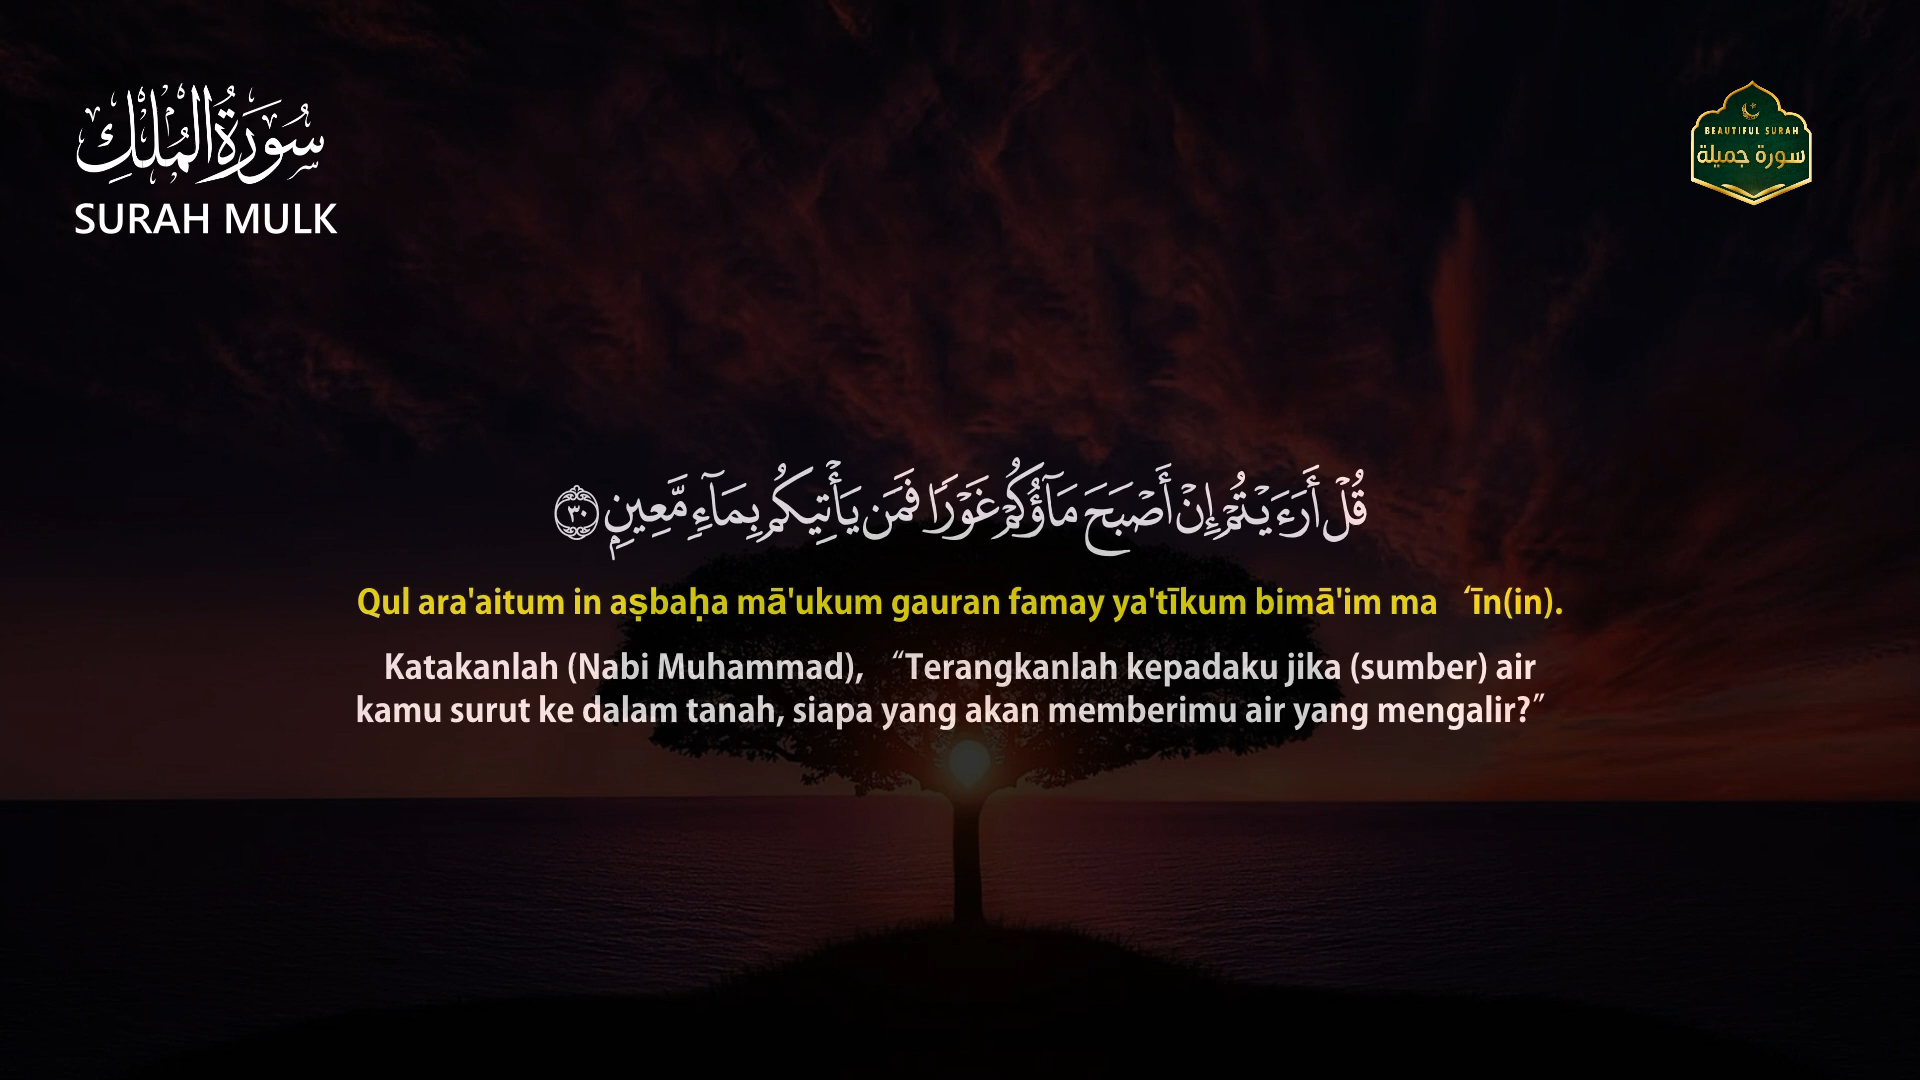 سُورَةُ الْمُلْكِ
SURAH MULK
BEAUTIFUL SURAH
سورة جميلة
قُلْ أَرَءَيْتُمْ إِنْ أَصْبَحَ مَآؤُكُمْ غَوْرًا فَمَن يَأْتِيكُم بِمَآءٍ مَّعِينٍۭ ٣٠
Qul ara'aitum in aṣbaḥa mā'ukum gauran famay ya'tīkum bimā'im ma ‘īn(in).
Katakanlah (Nabi Muhammad), “Terangkanlah kepadaku jika (sumber) air
kamu surut ke dalam tanah, siapa yang akan memberimu air yang mengalir?”